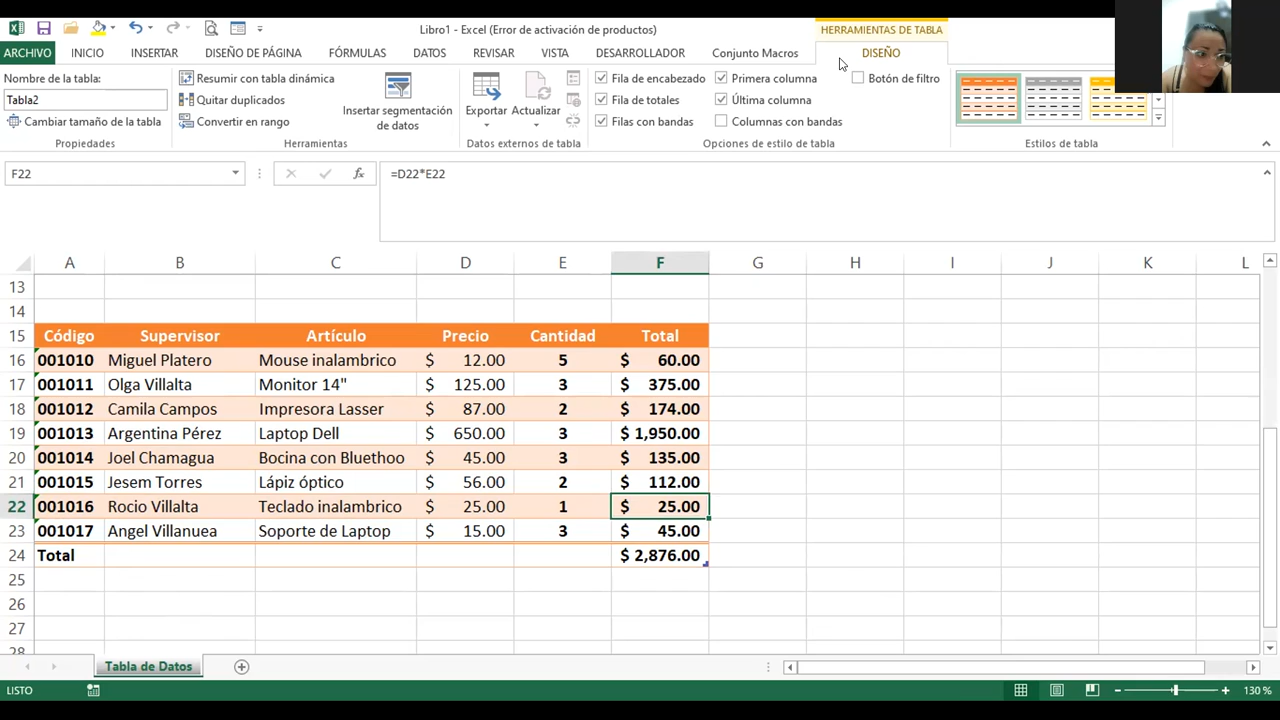 Libro1 - Excel (Error de activación de productos)
HERRAMIENTAS DE TABLA
ARCHIVO INICIO INSERTAR DISEÑO DE PÁGINA FÓRMULAS DATOS REVISAR VISTA DESARROLLADOR Conjunto Macros DISEÑO
Nombre de la tabla:
Tabla2
Cambiar tamaño de la tabla
Propiedades
Resumir con tabla dinámica
Quitar duplicados
Convertir en rango
Insertar segmentación
de datos
Herramientas
Exportar Actualizar
Datos externos de tabla
Fila de encabezado Primera columna Botón de filtro
Fila de totales Última columna
Filas con bandas Columnas con bandas
Opciones de estilo de tabla
Estilos de tabla
F22 fx =D22*E22
A B C D E F G H I J K L
13
14
15 Código Supervisor Artículo Precio Cantidad Total
16 001010 Miguel Platero Mouse inalambrico $ 12.00 5 $ 60.00
17 001011 Olga Villalta Monitor 14" $ 125.00 3 $ 375.00
18 001012 Camila Campos Impresora Lasser $ 87.00 2 $ 174.00
19 001013 Argentina Pérez Laptop Dell $ 650.00 3 $ 1,950.00
20 001014 Joel Chamagua Bocina con Bluethoo $ 45.00 3 $ 135.00
21 001015 Jesem Torres Lápiz óptico $ 56.00 2 $ 112.00
22 001016 Rocio Villalta Teclado inalambrico $ 25.00 1 $ 25.00
23 001017 Angel Villanuea Soporte de Laptop $ 15.00 3 $ 45.00
24 Total $ 2,876.00
25
26
27
28
Tabla de Datos
LISTO 130 %